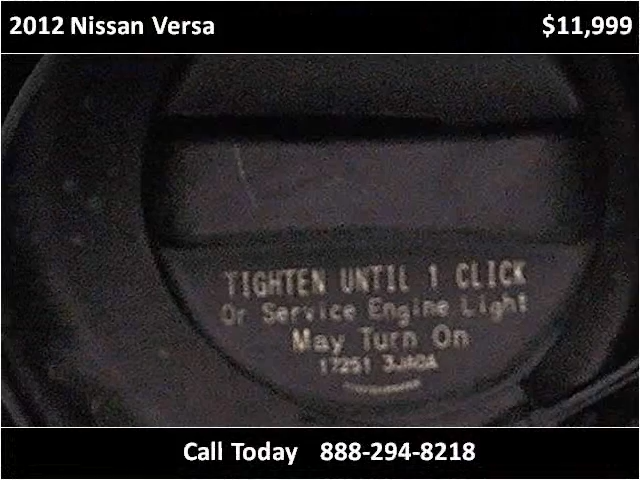 2012 Nissan Versa $11,999
TIGHTEN UNTIL 1 CLICK
Or Service Engine Light
May Turn On
17251
Call Today 888-294-8218